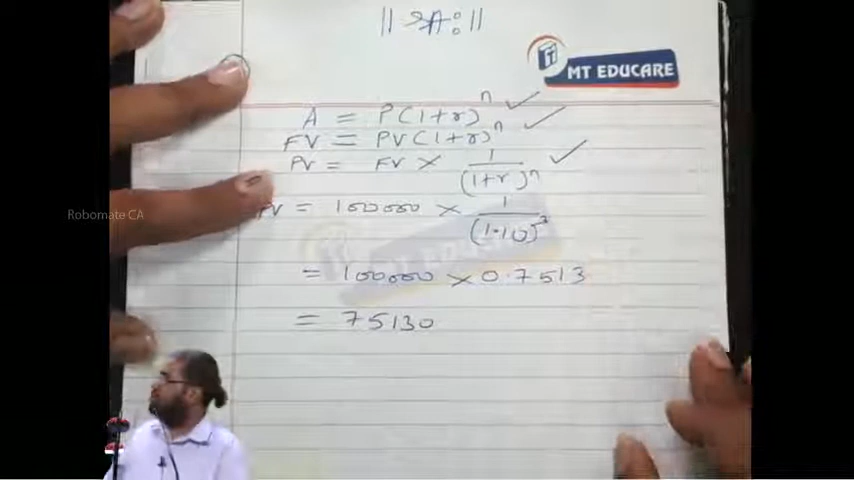 || श्री: ||
MT EDUCARE
A = P(1+r)^n ✓
FV = PV(1+r)^n ✓
PV = FV × 1/(1+r)^n ✓
Robomate CA
PV = 100000 × 1/(1.10)^3
= 100000 × 0.7513
= 75130